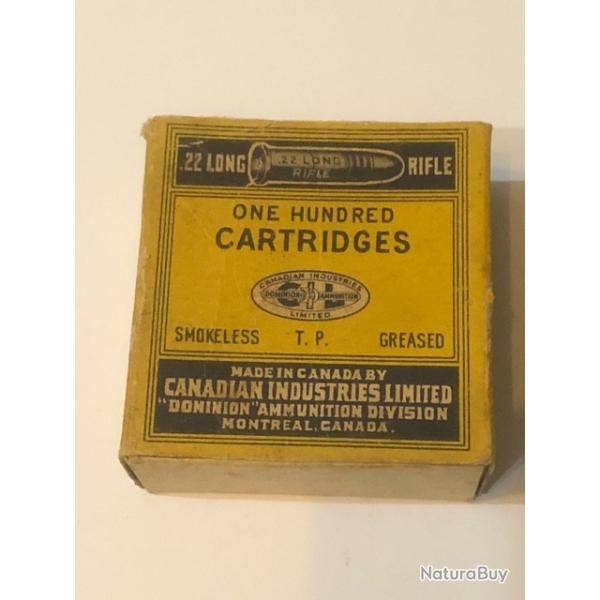 .22 LONG RIFLE
.22 LONG
RIFLE
ONE HUNDRED
CARTRIDGES
CANADIAN INDUSTRIES
DOMINION AMMUNITION
CIL
LIMITED
SMOKELESS T. P. GREASED
MADE IN CANADA BY
CANADIAN INDUSTRIES LIMITED
"DOMINION" AMMUNITION DIVISION
MONTREAL, CANADA.
NaturaBuy